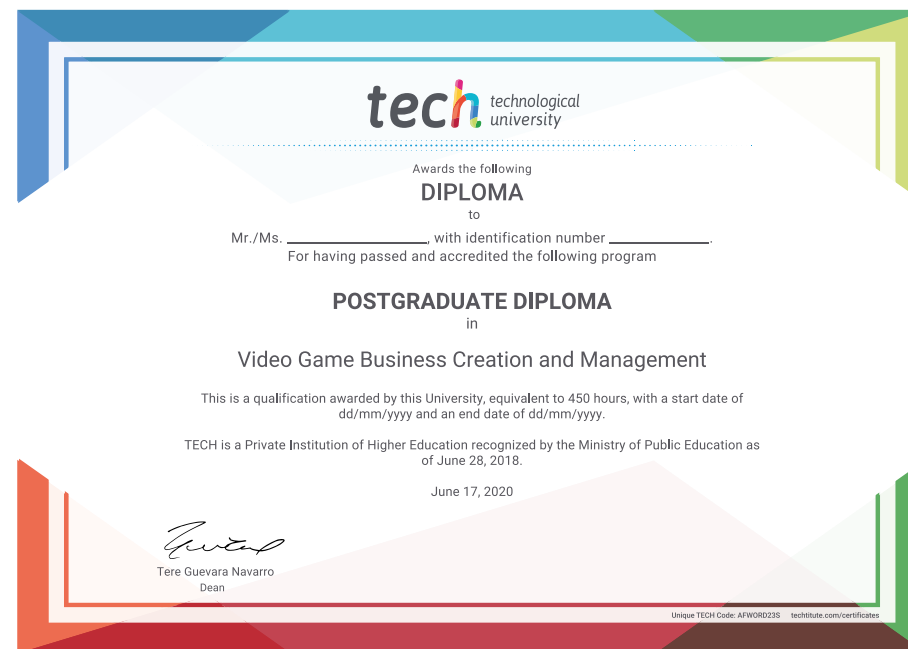 tech technological
university
Awards the following
DIPLOMA
to
Mr./Ms. ____________, with identification number ____________.
For having passed and accredited the following program
POSTGRADUATE DIPLOMA
in
Video Game Business Creation and Management
This is a qualification awarded by this University, equivalent to 450 hours, with a start date of
dd/mm/yyyy and an end date of dd/mm/yyyy.
TECH is a Private Institution of Higher Education recognized by the Ministry of Public Education as
of June 28, 2018.
June 17, 2020
Tere Guevara Navarro
Dean
Unique TECH Code: AFWORD23S techtitute.com/certificates